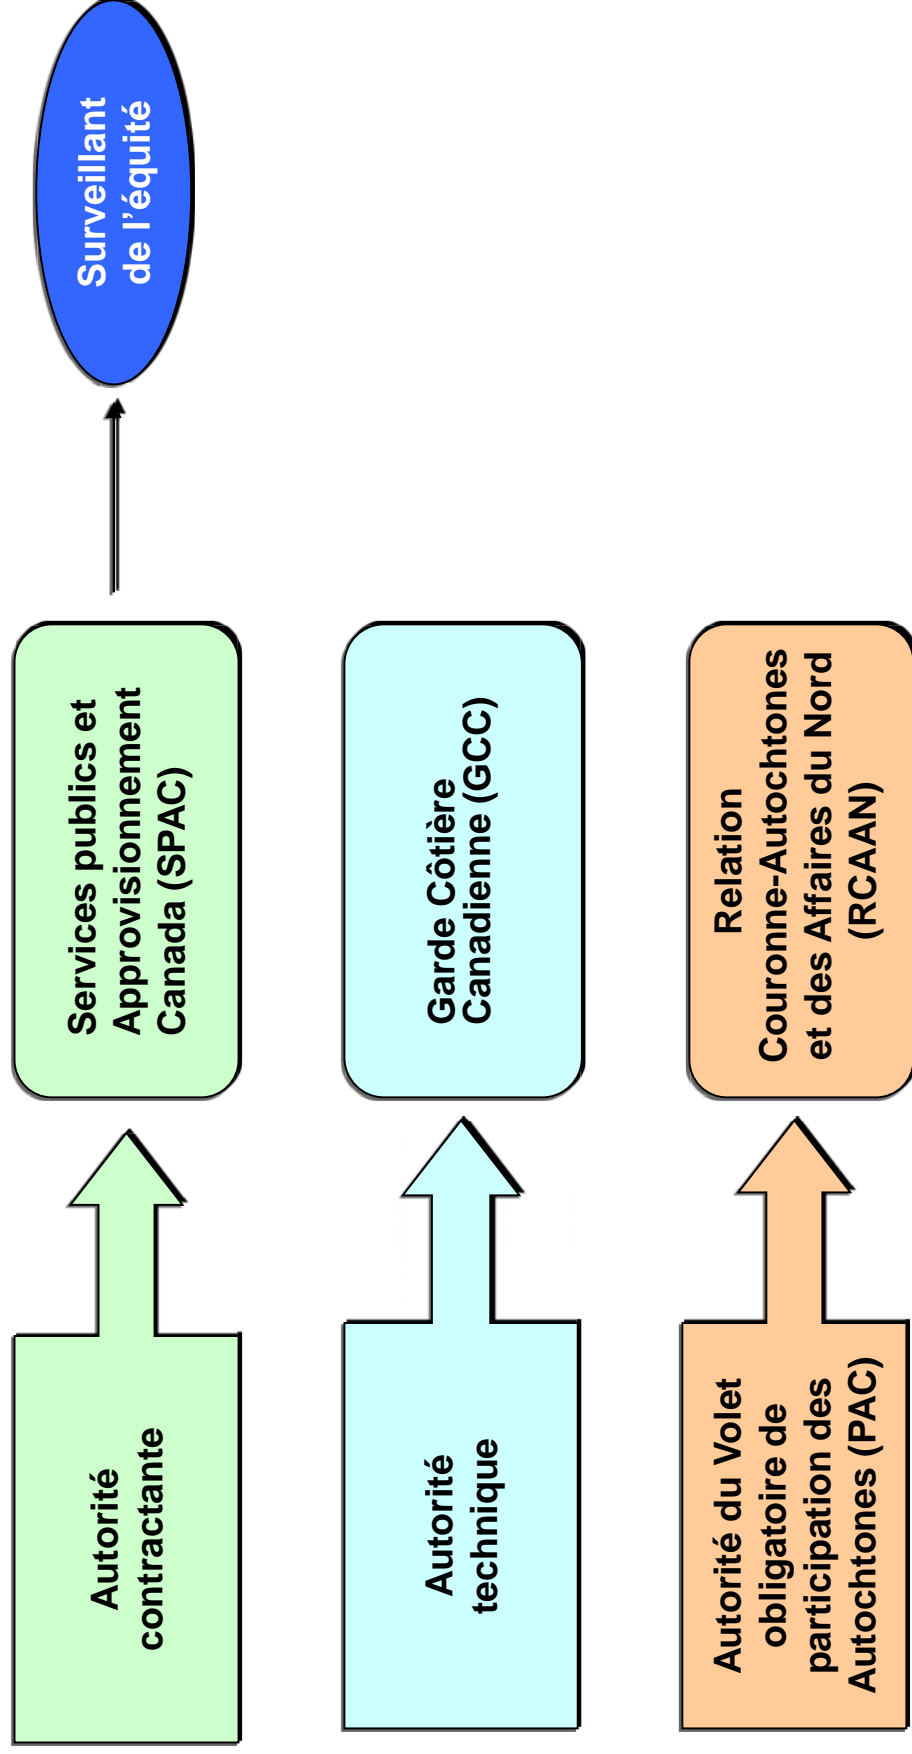 Autorité
contractante
Services publics et
Approvisionnement
Canada (SPAC)
Surveillant
de l'équité
Autorité
technique
Garde Côtière
Canadienne (GCC)
Autorité du Volet
obligatoire de
participation des
Autochtones (PAC)
Relation
Couronne-Autochtones
et des Affaires du Nord
(RCAAN)